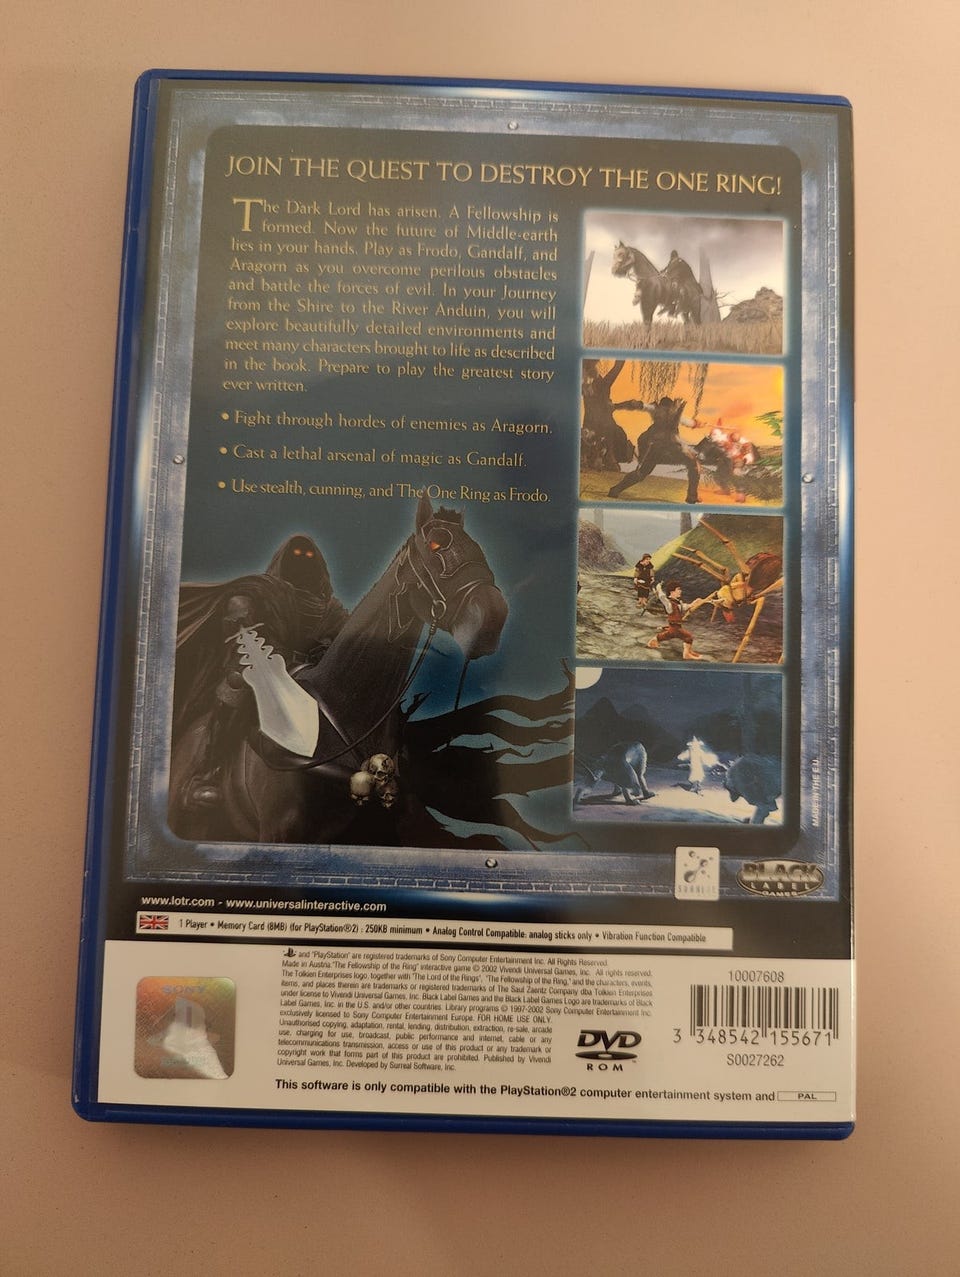 JOIN THE QUEST TO DESTROY THE ONE RING!
The Dark Lord has arisen. A Fellowship is
formed. Now the future of Middle-earth
lies in your hands. Play as Frodo, Gandalf, and
Aragorn as you overcome perilous obstacles
and battle the forces of evil. In your Journey
from the Shire to the River Anduin, you will
explore beautifully detailed environments and
meet many characters brought to life as described
in the book. Prepare to play the greatest story
ever written.
• Fight through hordes of enemies as Aragorn.
• Cast a lethal arsenal of magic as Gandalf.
• Use stealth, cunning, and The One Ring as Frodo.
MADE IN THE E.U.
SURREAL
BLACK
LABEL
GAMES
www.lotr.com - www.universalinteractive.com
1 Player • Memory Card (8MB) (for PlayStation®2) : 250KB minimum • Analog Control Compatible: analog sticks only • Vibration Function Compatible
SONY
and "PlayStation" are registered trademarks of Sony Computer Entertainment Inc. All Rights Reserved.
Made in Austria. "The Fellowship of the Ring" interactive game © 2002 Vivendi Universal Games, Inc. All rights reserved.
The Tolkien Enterprises logo, together with "The Lord of the Rings", "The Fellowship of the Ring," and the characters, events,
items, and places therein are trademarks or registered trademarks of The Saul Zaentz Company dba Tolkien Enterprises
under license to Vivendi Universal Games, Inc. Black Label Games and the Black Label Games Logo are trademarks of Black
Label Games, Inc. in the U.S. and/or other countries. Library programs © 1997-2002 Sony Computer Entertainment Inc.
exclusively licensed to Sony Computer Entertainment Europe. FOR HOME USE ONLY.
Unauthorised copying, adaptation, rental, lending, distribution, extraction, re-sale, arcade
use, charging for use, broadcast, public performance and internet, cable or any
telecommunications transmission, access or use of this product or any trademark or
copyright work that forms part of this product are prohibited. Published by Vivendi
Universal Games, Inc. Developed by Surreal Software, Inc.
DVD
ROM
10007608
3 348542 155671
S0027262
This software is only compatible with the PlayStation®2 computer entertainment system and PAL